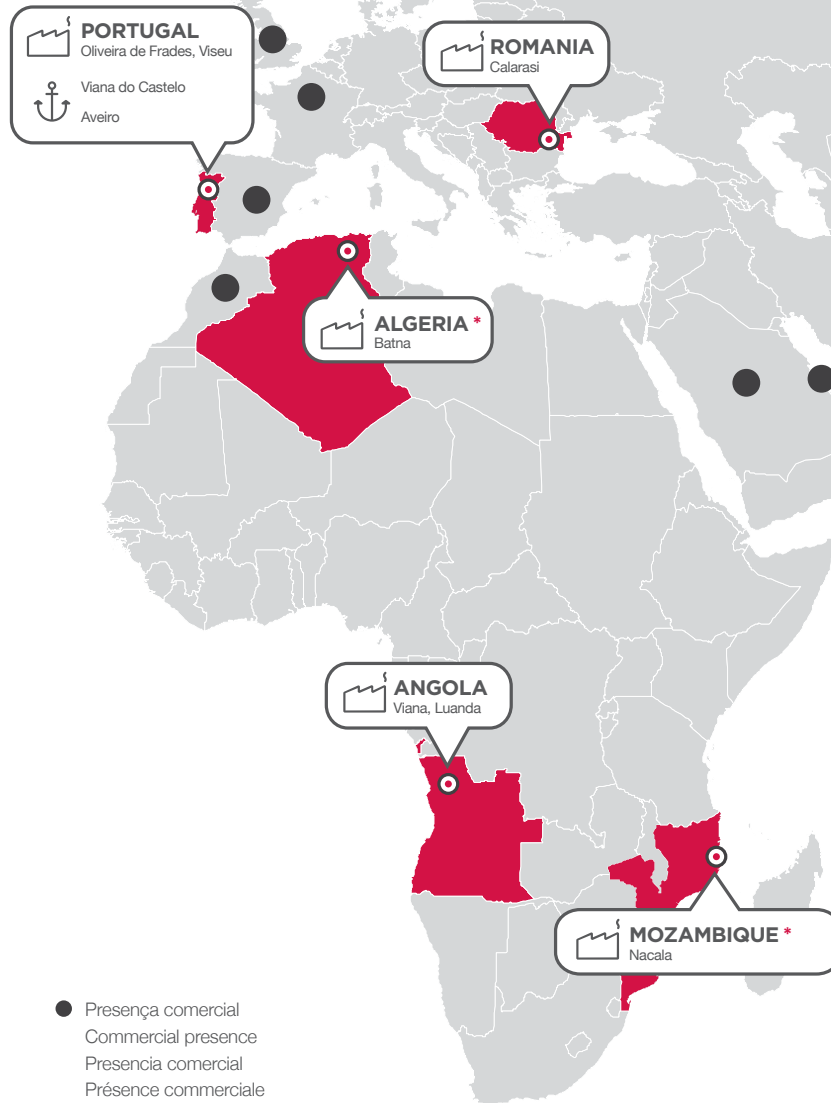 PORTUGAL
Oliveira de Frades, Viseu
Viana do Castelo
Aveiro
ROMANIA
Calarasi
ALGERIA *
Batna
ANGOLA
Viana, Luanda
MOZAMBIQUE *
Nacala
Presença comercial
Commercial presence
Presencia comercial
Présence commerciale